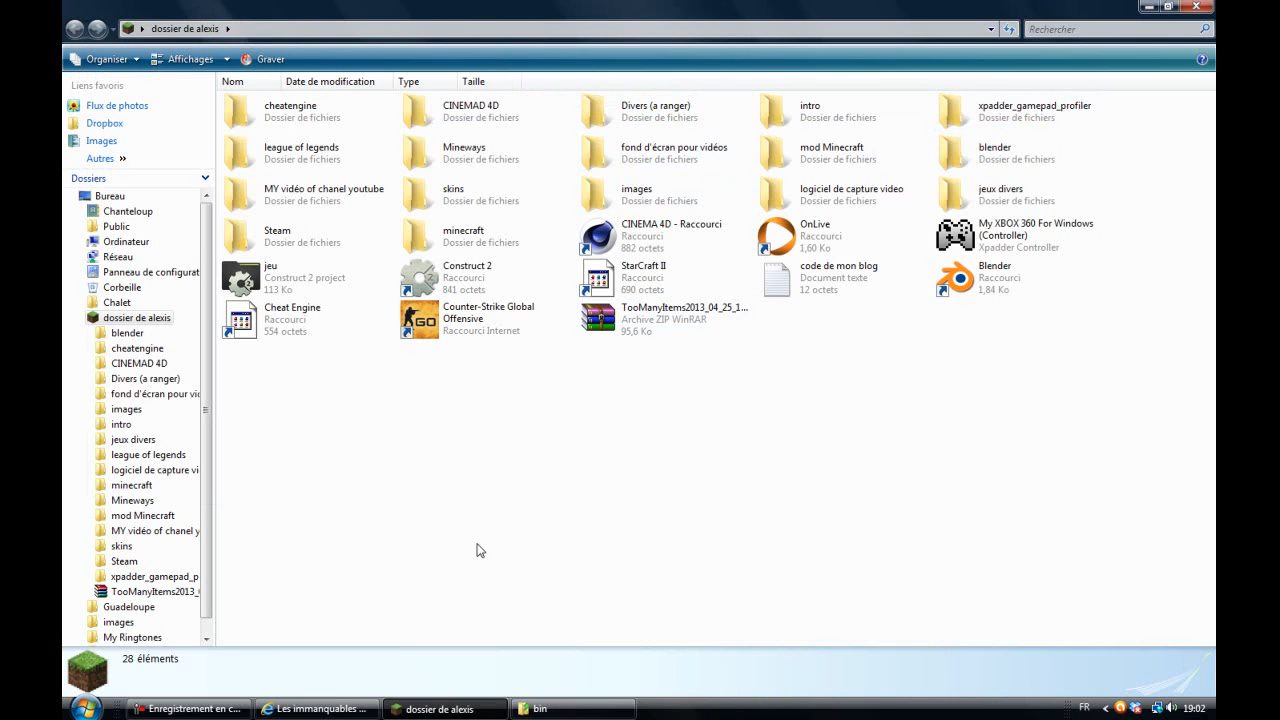 dossier de alexis
Rechercher
Organiser
Affichages
Graver
Liens favoris
Flux de photos
Dropbox
Images
Autres »
Dossiers
Bureau
Chanteloup
Public
Ordinateur
Réseau
Panneau de configurat
Corbeille
Chalet
dossier de alexis
blender
cheatengine
CINEMAD 4D
Divers (a ranger)
fond d'écran pour vid
images
intro
jeux divers
league of legends
logiciel de capture vi
minecraft
Mineways
mod Minecraft
MY vidéo of chanel y
skins
Steam
xpadder_gamepad_p
TooManyItems2013_
Guadeloupe
images
My Ringtones
Nom
Date de modification
Type
Taille
cheatengine
Dossier de fichiers
CINEMAD 4D
Dossier de fichiers
Divers (a ranger)
Dossier de fichiers
intro
Dossier de fichiers
xpadder_gamepad_profiler
Dossier de fichiers
league of legends
Dossier de fichiers
Mineways
Dossier de fichiers
fond d'écran pour vidéos
Dossier de fichiers
mod Minecraft
Dossier de fichiers
blender
Dossier de fichiers
MY vidéo of chanel youtube
Dossier de fichiers
skins
Dossier de fichiers
images
Dossier de fichiers
logiciel de capture video
Dossier de fichiers
jeux divers
Dossier de fichiers
Steam
Dossier de fichiers
minecraft
Dossier de fichiers
CINEMA 4D - Raccourci
Raccourci
882 octets
OnLive
Raccourci
1,60 Ko
My XBOX 360 For Windows
(Controller)
Xpadder Controller
jeu
Construct 2 project
113 Ko
Construct 2
Raccourci
841 octets
StarCraft II
Raccourci
690 octets
code de mon blog
Document texte
12 octets
Blender
Raccourci
1,84 Ko
Cheat Engine
Raccourci
554 octets
GO
Counter-Strike Global
Offensive
Raccourci Internet
TooManyItems2013_04_25_1...
Archive ZIP WinRAR
95,6 Ko
28 éléments
Enregistrement en c...
Les immanquables ...
dossier de alexis
bin
FR
19:02